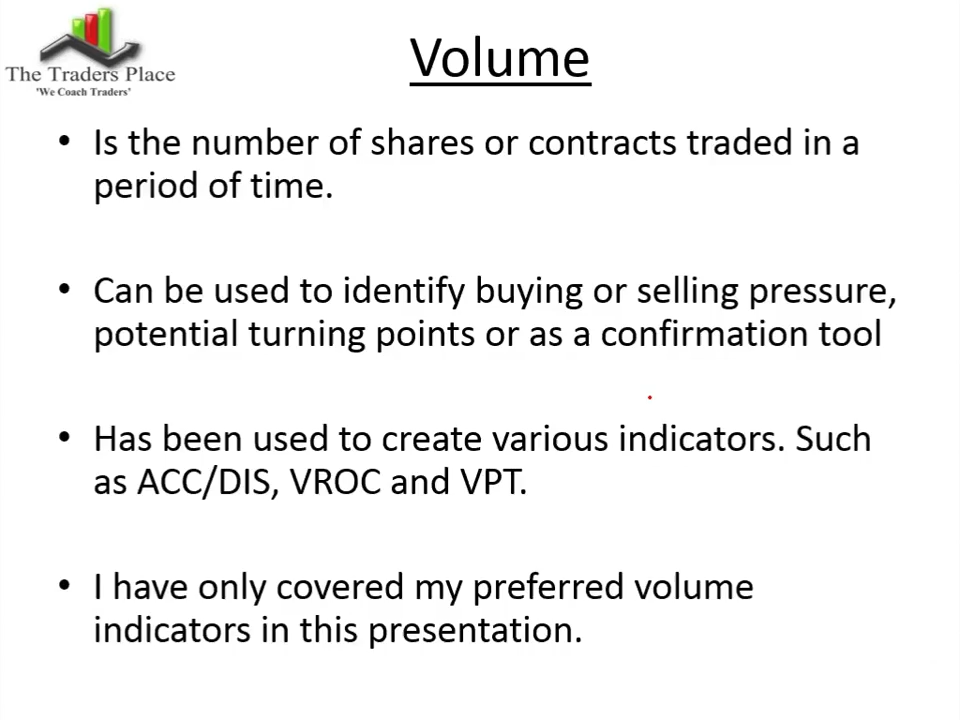 The Traders Place
'We Coach Traders'
Volume
• Is the number of shares or contracts traded in a
period of time.
• Can be used to identify buying or selling pressure,
potential turning points or as a confirmation tool
• Has been used to create various indicators. Such
as ACC/DIS, VROC and VPT.
• I have only covered my preferred volume
indicators in this presentation.